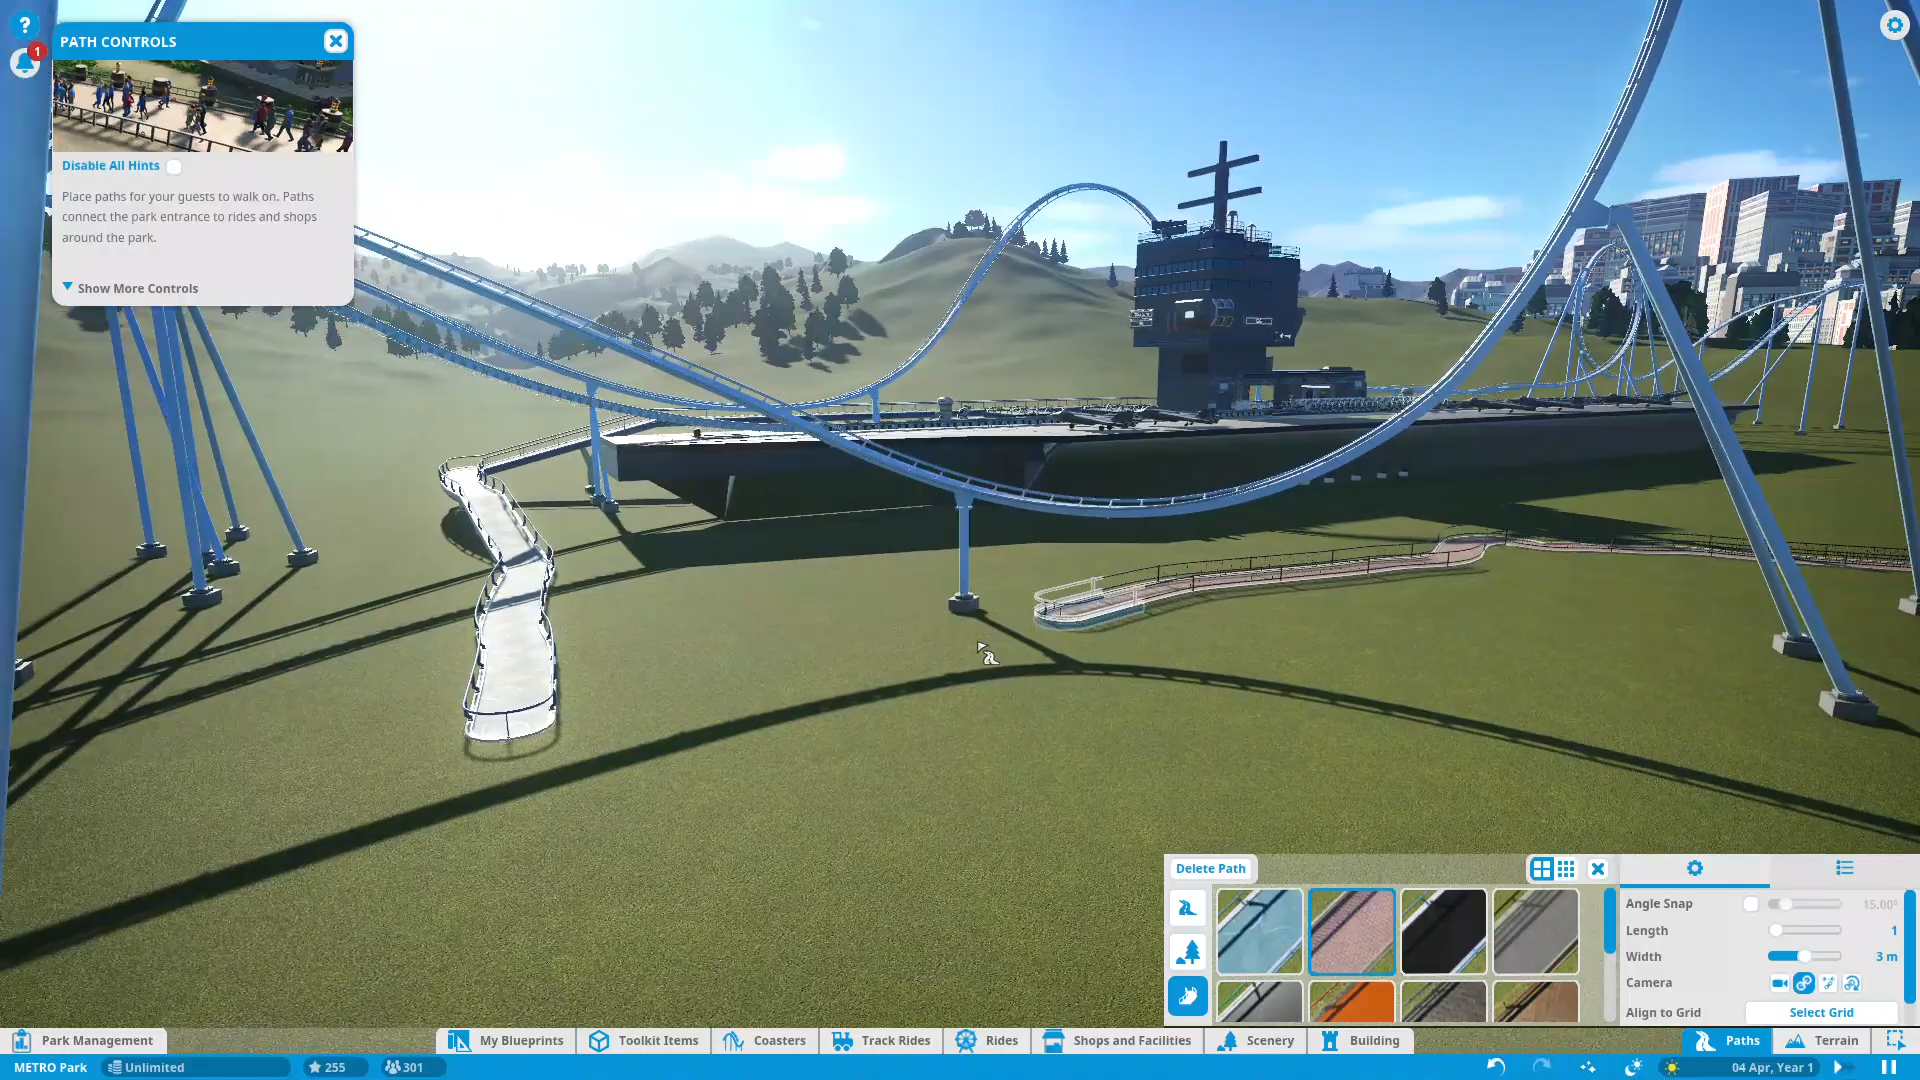 ?
1
PATH CONTROLS
Disable All Hints
Place paths for your guests to walk on. Paths
connect the park entrance to rides and shops
around the park.
Show More Controls
Delete Path
Angle Snap 15.00°
Length 1
Width 3 m
Camera
Align to Grid Select Grid
Park Management
My Blueprints
Toolkit Items
Coasters
Track Rides
Rides
Shops and Facilities
Scenery
Building
Paths
Terrain
METRO Park
Unlimited
255
301
04 Apr, Year 1